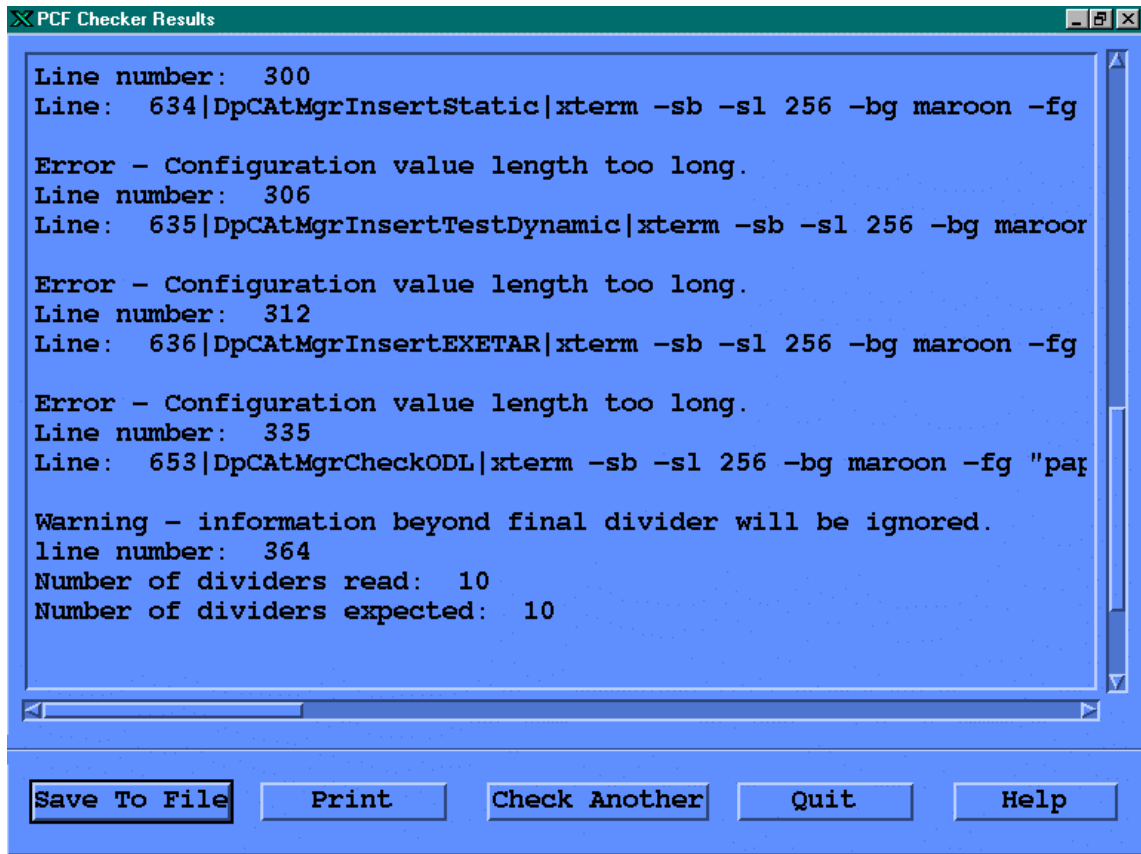 PCF Checker Results
Line number:  300
Line:  634|DpCAtMgrInsertStatic|xterm -sb -sl 256 -bg maroon -fg
Error - Configuration value length too long.
Line number:  306
Line:  635|DpCAtMgrInsertTestDynamic|xterm -sb -sl 256 -bg maroon
Error - Configuration value length too long.
Line number:  312
Line:  636|DpCAtMgrInsertEXETAR|xterm -sb -sl 256 -bg maroon -fg
Error - Configuration value length too long.
Line number:  335
Line:  653|DpCAtMgrCheckODL|xterm -sb -sl 256 -bg maroon -fg "pap
Warning - information beyond final divider will be ignored.
line number:  364
Number of dividers read:  10
Number of dividers expected:  10
Save To File Print Check Another Quit Help